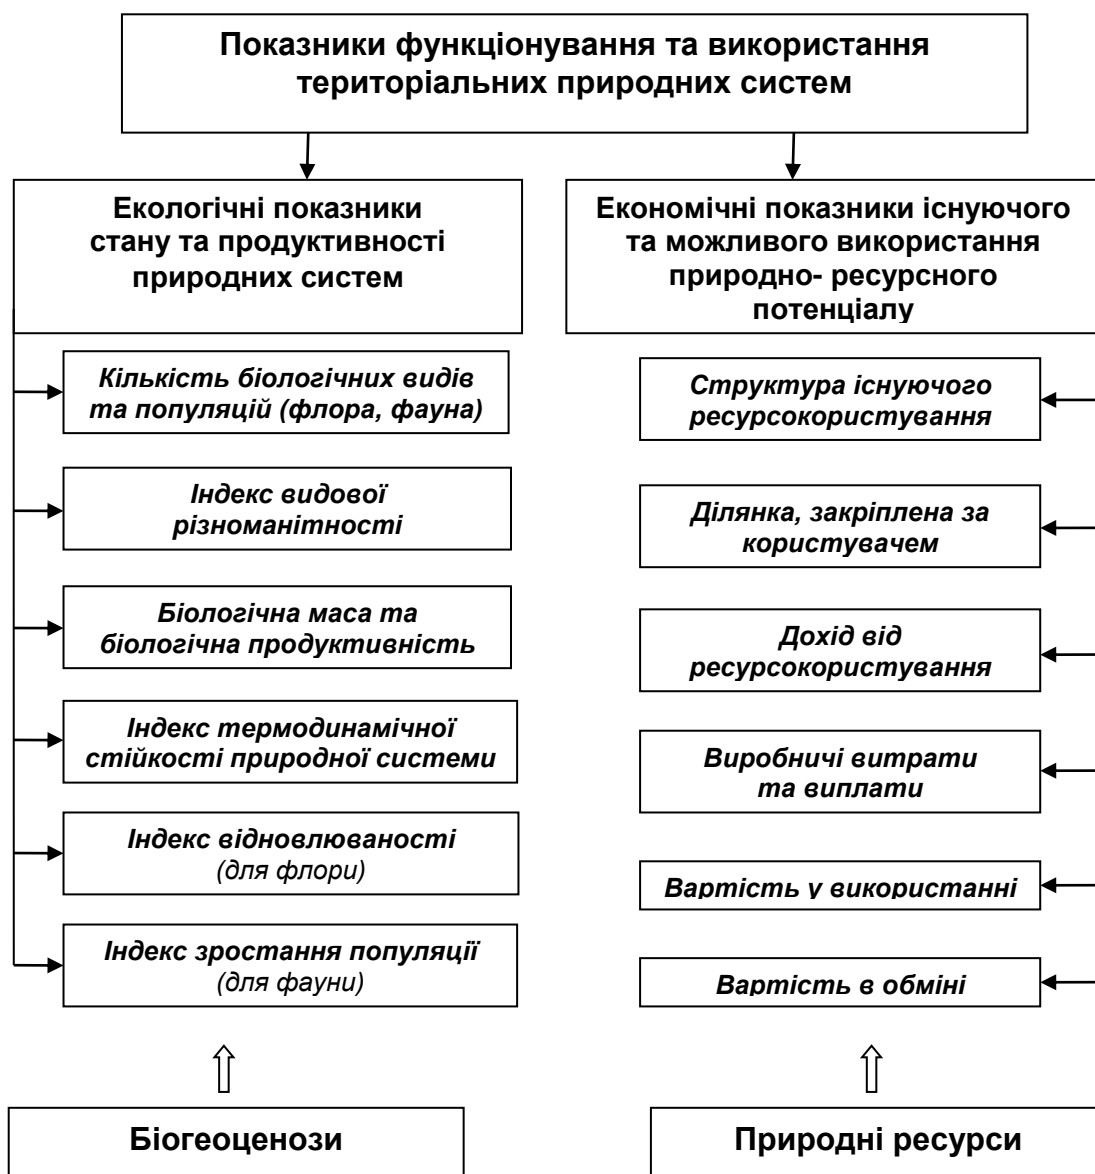 Показники функціонування та використання
територіальних природних систем
Екологічні показники
стану та продуктивності
природних систем
Економічні показники існуючого
та можливого використання
природно- ресурсного
потенціалу
Кількість біологічних видів
та популяцій (флора, фауна)
Індекс видової
різноманітності
Біологічна маса та
біологічна продуктивність
Індекс термодинамічної
стійкості природної системи
Індекс відновлюваності
(для флори)
Індекс зростання популяції
(для фауни)
Структура існуючого
ресурсокористування
Ділянка, закріплена за
користувачем
Дохід від
ресурсокористування
Виробничі витрати
та виплати
Вартість у використанні
Вартість в обміні
Біогеоценози
Природні ресурси